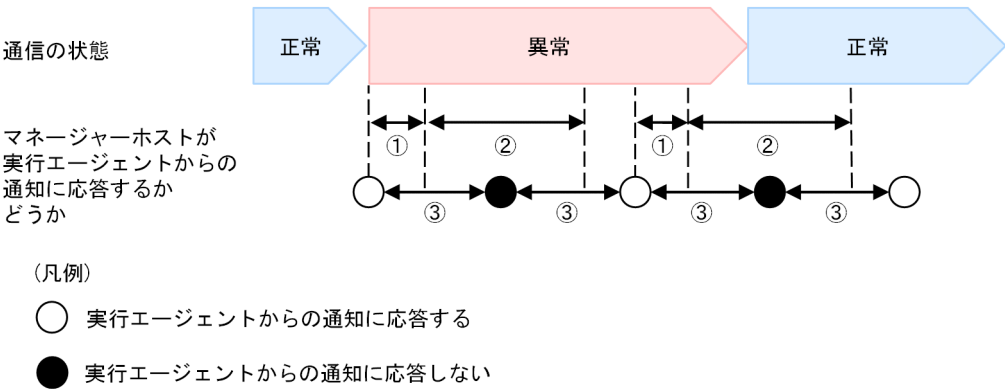 正常
異常
正常
通信の状態
マネージャーホストが
実行エージェントからの
通知に応答するか
どうか
①
②
①
②
③
③
③
③
(凡例)
実行エージェントからの通知に応答する
実行エージェントからの通知に応答しない